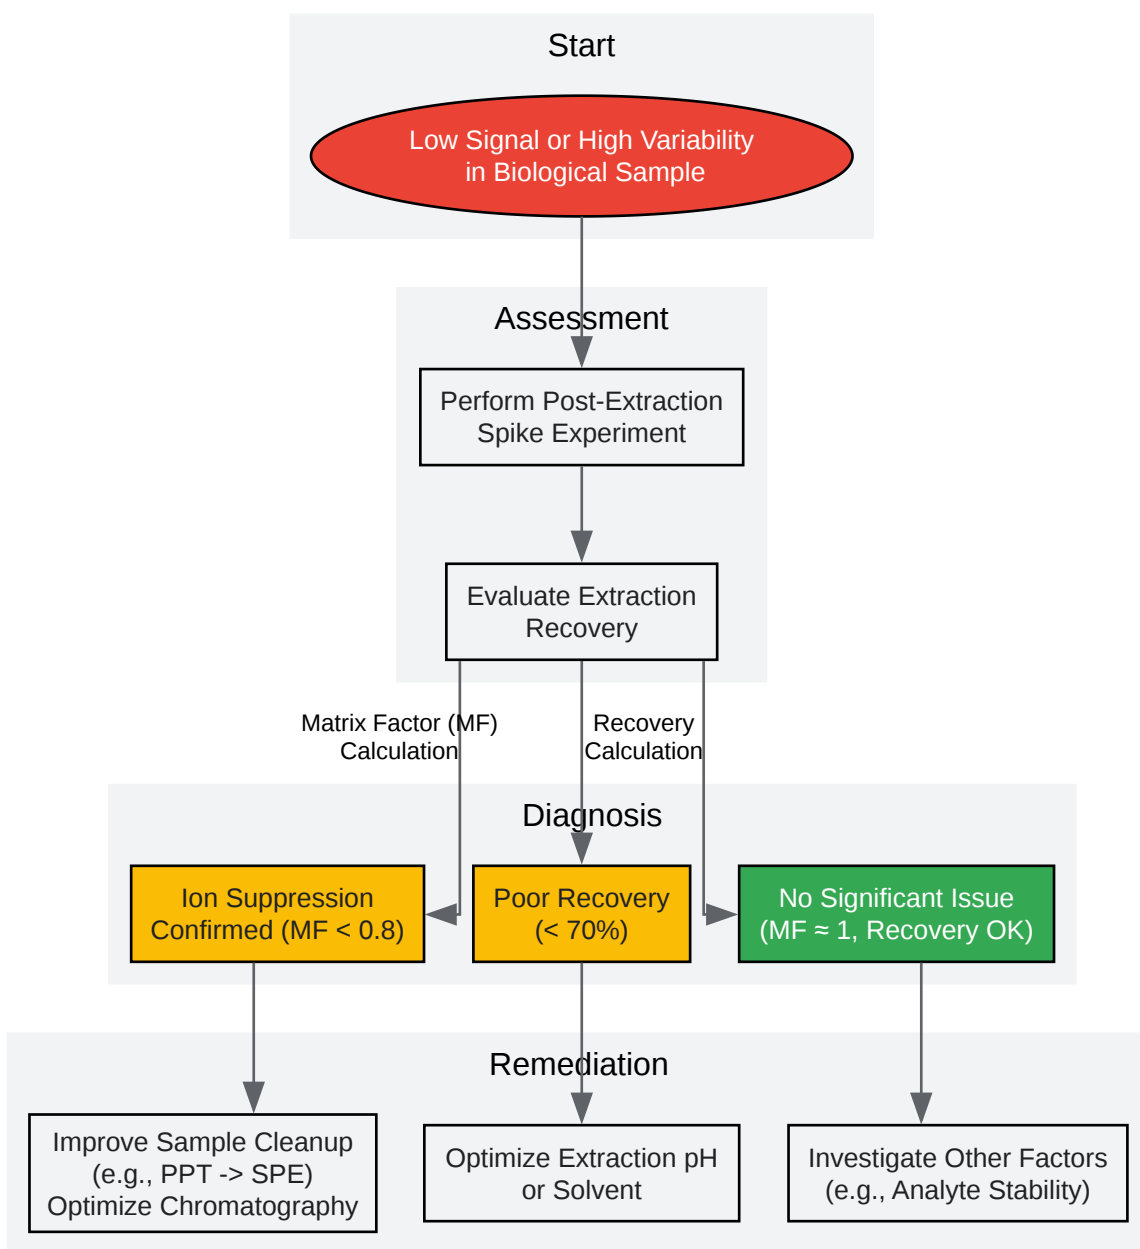 Start
Low Signal or High Variability
in Biological Sample
Assessment
Perform Post-Extraction
Spike Experiment
Evaluate Extraction
Recovery
Matrix Factor (MF)
Calculation
Recovery
Calculation
Diagnosis
Ion Suppression
Confirmed (MF < 0.8)
Poor Recovery
(< 70%)
No Significant Issue
(MF ≈ 1, Recovery OK)
Remediation
Improve Sample Cleanup
(e.g., PPT -> SPE)
Optimize Chromatography
Optimize Extraction pH
or Solvent
Investigate Other Factors
(e.g., Analyte Stability)